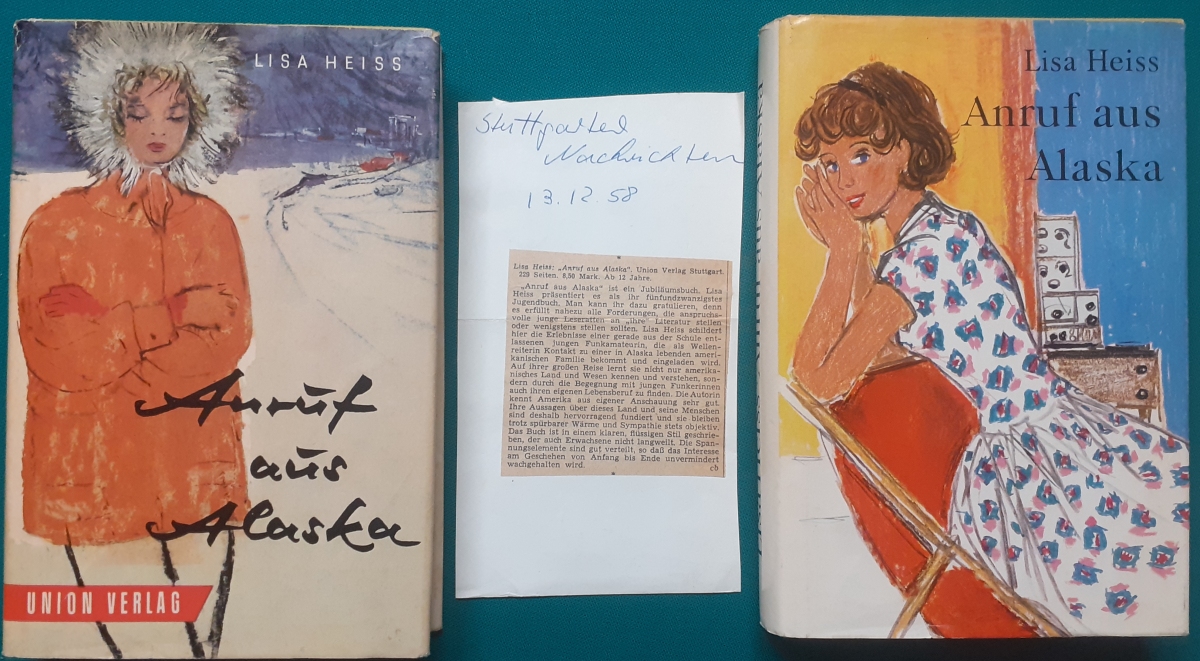 LISA HEISS
Anruf
aus
Alaska
UNION VERLAG
Stuttgarter
Nachrichten
13.12.58
Lisa Heiss: „Anruf aus Alaska“. Union Verlag Stuttgart.
229 Seiten. 8,50 Mark. Ab 12 Jahre.
„Anruf aus Alaska“ ist ein Jubiläumsbuch. Lisa
Heiss präsentiert es als ihr fünfundzwanzigstes
Jugendbuch. Man kann ihr dazu gratulieren, denn
es erfüllt nahezu alle Forderungen, die anspruchs-
volle junge Leseratten an „ihre“ Literatur stellen
oder wenigstens stellen sollten. Lisa Heiss schildert
hier die Erlebnisse einer gerade aus der Schule ent-
lassenen jungen Funkamateurin, die als Wellen-
reiterin Kontakt zu einer in Alaska lebenden ameri-
kanischen Familie bekommt und eingeladen wird.
Auf ihrer großen Reise lernt sie nicht nur amerika-
nisches Land und Wesen kennen und verstehen, son-
dern durch die Begegnung mit jungen Funkerinnen
auch ihren eigenen Lebensberuf zu finden. Die Autorin
kennt Amerika aus eigener Anschauung sehr gut.
Ihre Aussagen über dieses Land und seine Menschen
sind deshalb hervorragend fundiert und sie bleiben
trotz spürbarer Wärme und Sympathie stets objektiv.
Das Buch ist in einem klaren, flüssigen Stil geschrie-
ben, der auch Erwachsene nicht langweilt. Die Span-
nungselemente sind gut verteilt, so daß das Interesse
am Geschehen von Anfang bis Ende unvermindert
wachgehalten wird.
cb
Lisa Heiss
Anruf aus
Alaska